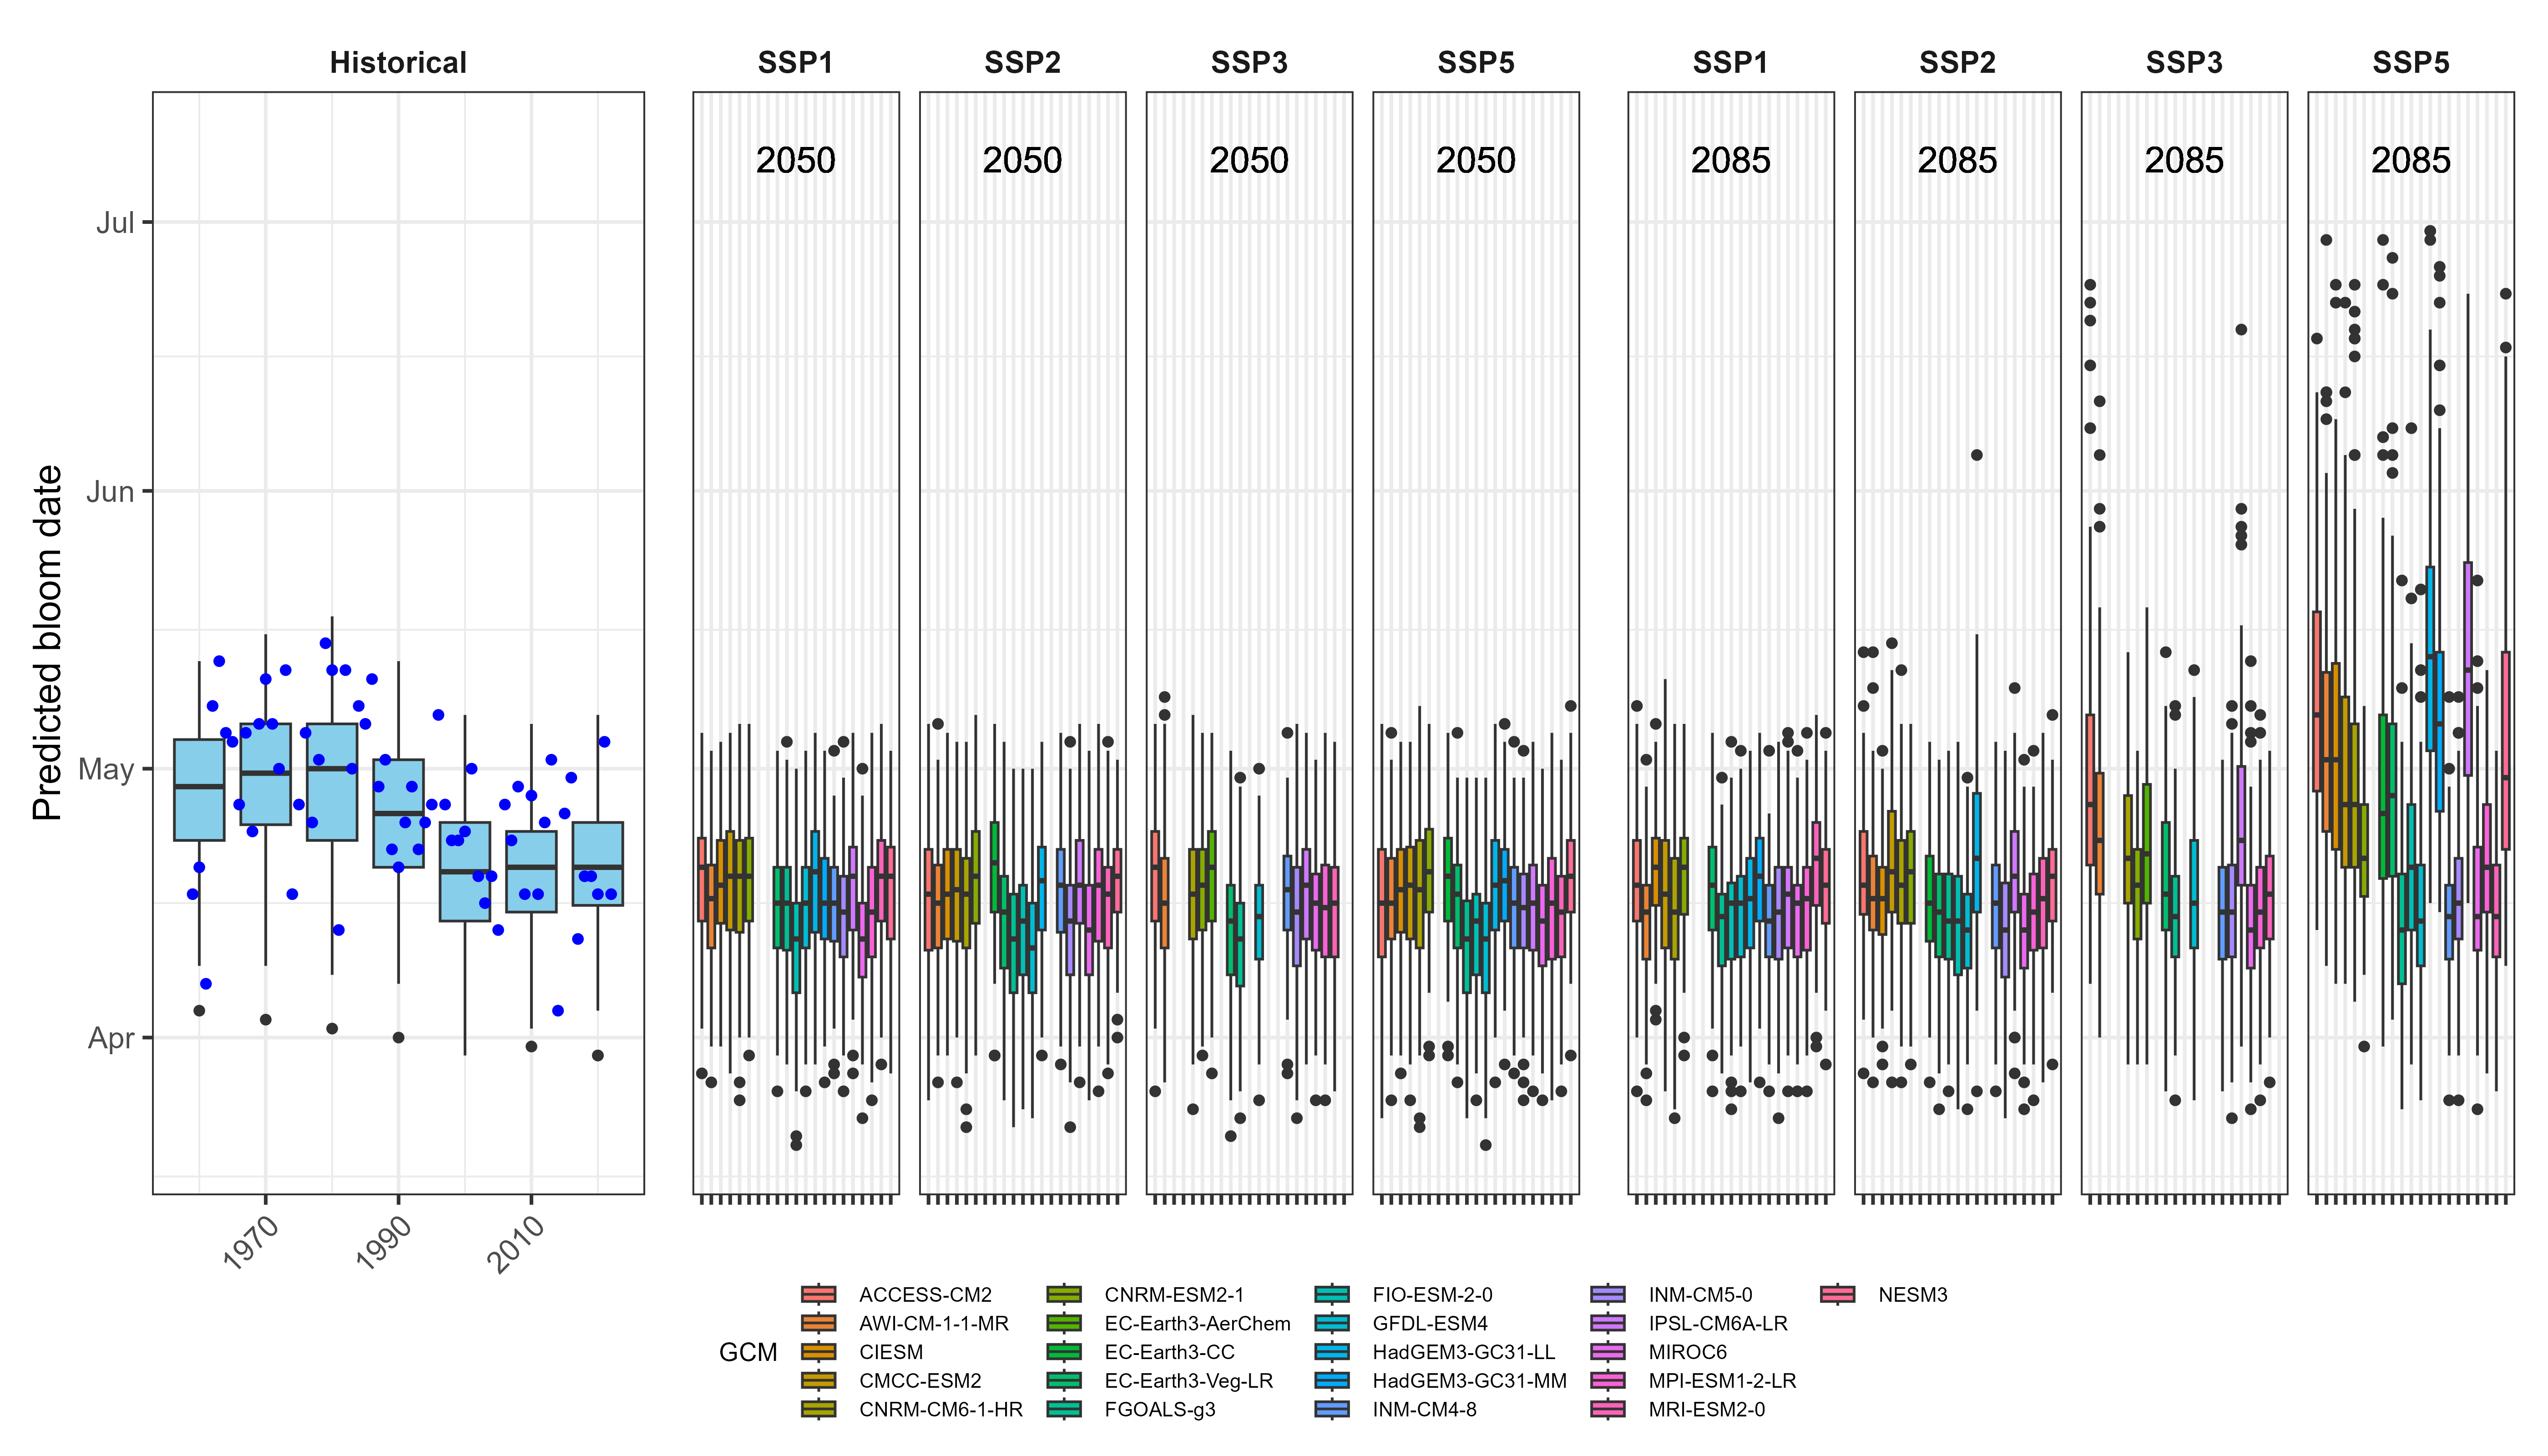 Historical
SSP1
SSP2
SSP3
SSP5
SSP1
SSP2
SSP3
SSP5
2050
2050
2050
2050
2085
2085
2085
2085
Predicted bloom date
Jul
Jun
May
Apr
1970
1990
2010
GCM
ACCESS-CM2
AWI-CM-1-1-MR
CIESM
CMCC-ESM2
CNRM-CM6-1-HR
CNRM-ESM2-1
EC-Earth3-AerChem
EC-Earth3-CC
EC-Earth3-Veg-LR
FGOALS-g3
FIO-ESM-2-0
GFDL-ESM4
HadGEM3-GC31-LL
HadGEM3-GC31-MM
INM-CM4-8
INM-CM5-0
IPSL-CM6A-LR
MIROC6
MPI-ESM1-2-LR
MRI-ESM2-0
NESM3